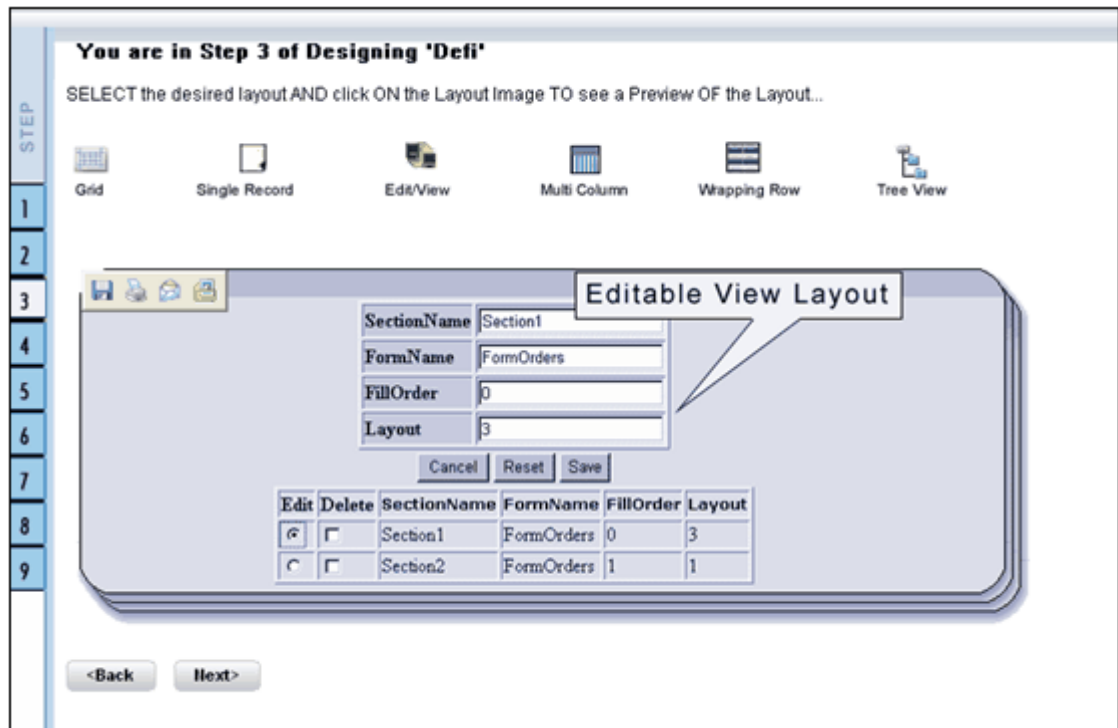 You are in Step 3 of Designing 'Defi'
SELECT the desired layout AND click ON the Layout Image TO see a Preview OF the Layout...
STEP
Grid Single Record Edit/View Multi Column Wrapping Row Tree View
1
2
3
4
5
6
7
8
9
Editable View Layout
SectionName Section1
FormName FormOrders
FillOrder 0
Layout 3
Cancel Reset Save
Edit Delete SectionName FormName FillOrder Layout
Section1 FormOrders 0 3
Section2 FormOrders 1 1
<Back Next>